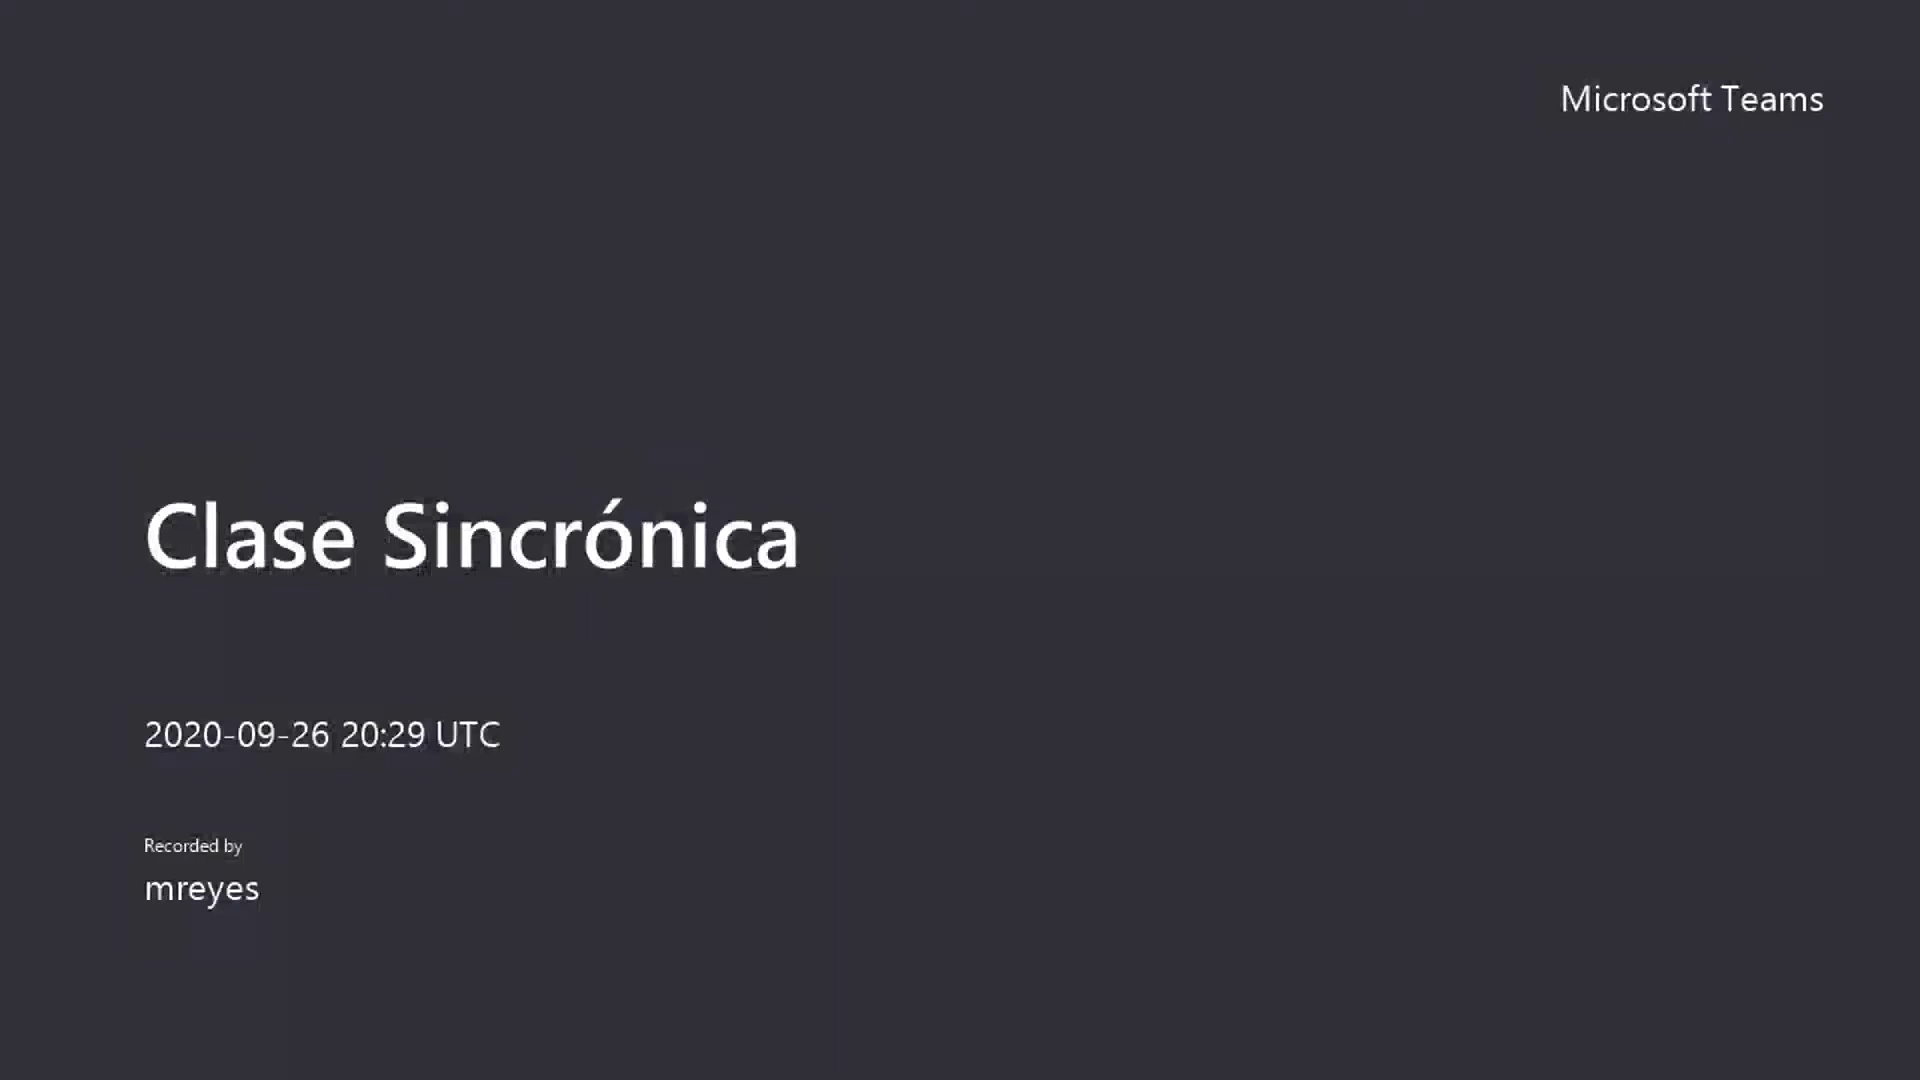 Microsoft Teams
Clase Sincrónica
2020-09-26 20:29 UTC
Recorded by
mreyes